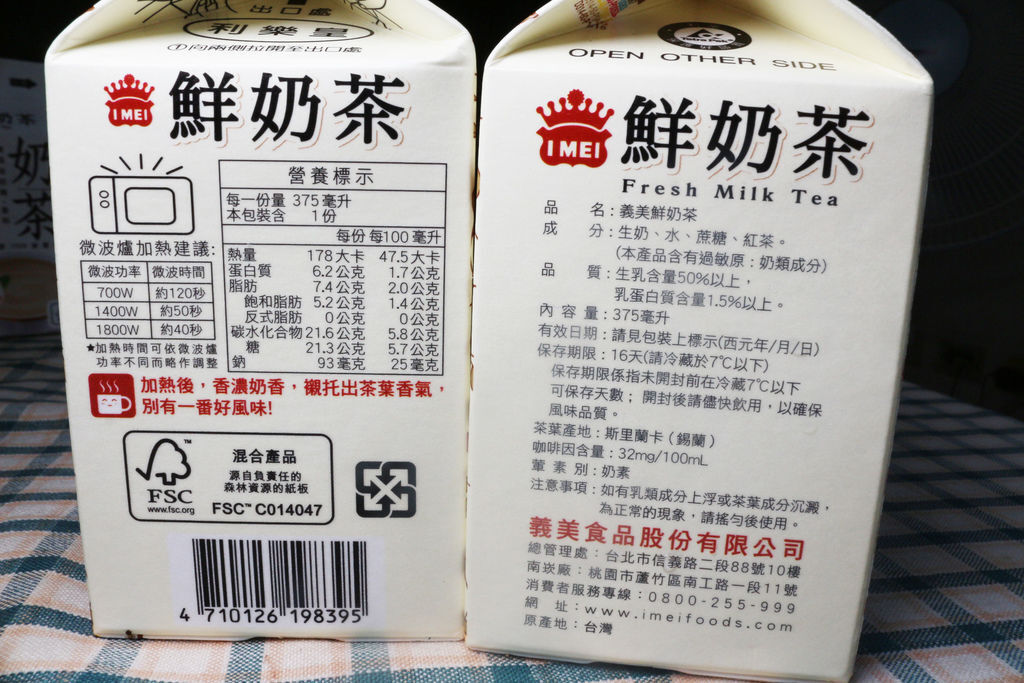 出口處
利樂皇
①向兩側拉開至出口處
I MEI
鮮奶茶
微波爐加熱建議:
微波功率 微波時間
700W 約120秒
1400W 約50秒
1800W 約40秒
★加熱時間可依微波爐
功率不同而略作調整
營養標示
每一份量 375毫升
本包裝含 1份
每份 每100毫升
熱量 178大卡 47.5大卡
蛋白質 6.2公克 1.7公克
脂肪 7.4公克 2.0公克
飽和脂肪 5.2公克 1.4公克
反式脂肪 0公克 0公克
碳水化合物 21.6公克 5.8公克
糖 21.3公克 5.7公克
鈉 93毫克 25毫克
加熱後，香濃奶香，襯托出茶葉香氣，
別有一番好風味!
FSC
www.fsc.org
混合產品
源自負責任的
森林資源的紙板
FSC™ C014047
4 710126 198395
OPEN OTHER SIDE
I MEI
鮮奶茶
Fresh Milk Tea
品名：義美鮮奶茶
成分：生奶、水、蔗糖、紅茶。
(本產品含有過敏原：奶類成分)
品質：生乳含量50%以上，
乳蛋白質含量1.5%以上。
內容量：375毫升
有效日期：請見包裝上標示(西元年/月/日)
保存期限：16天(請冷藏於7℃以下)
保存期限係指未開封前在冷藏7℃以下
可保存天數；開封後請儘快飲用，以確保
風味品質。
茶葉產地：斯里蘭卡（錫蘭）
咖啡因含量：32mg/100mL
葷素別：奶素
注意事項：如有乳類成分上浮或茶葉成分沉澱，
為正常的現象，請搖勻後使用。
義美食品股份有限公司
總管理處：台北市信義路二段88號10樓
南崁廠：桃園市蘆竹區南工路一段11號
消費者服務專線：0800-255-999
網址：www.imeifoods.com
原產地：台灣